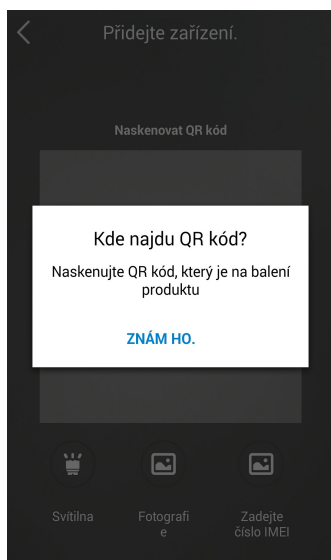 Přidejte zařízení.
Naskenovat QR kód
Kde najdu QR kód?
Naskenujte QR kód, který je na balení
produktu
ZNÁM HO.
Svítilna
Fotografi
e
Zadejte
číslo IMEI